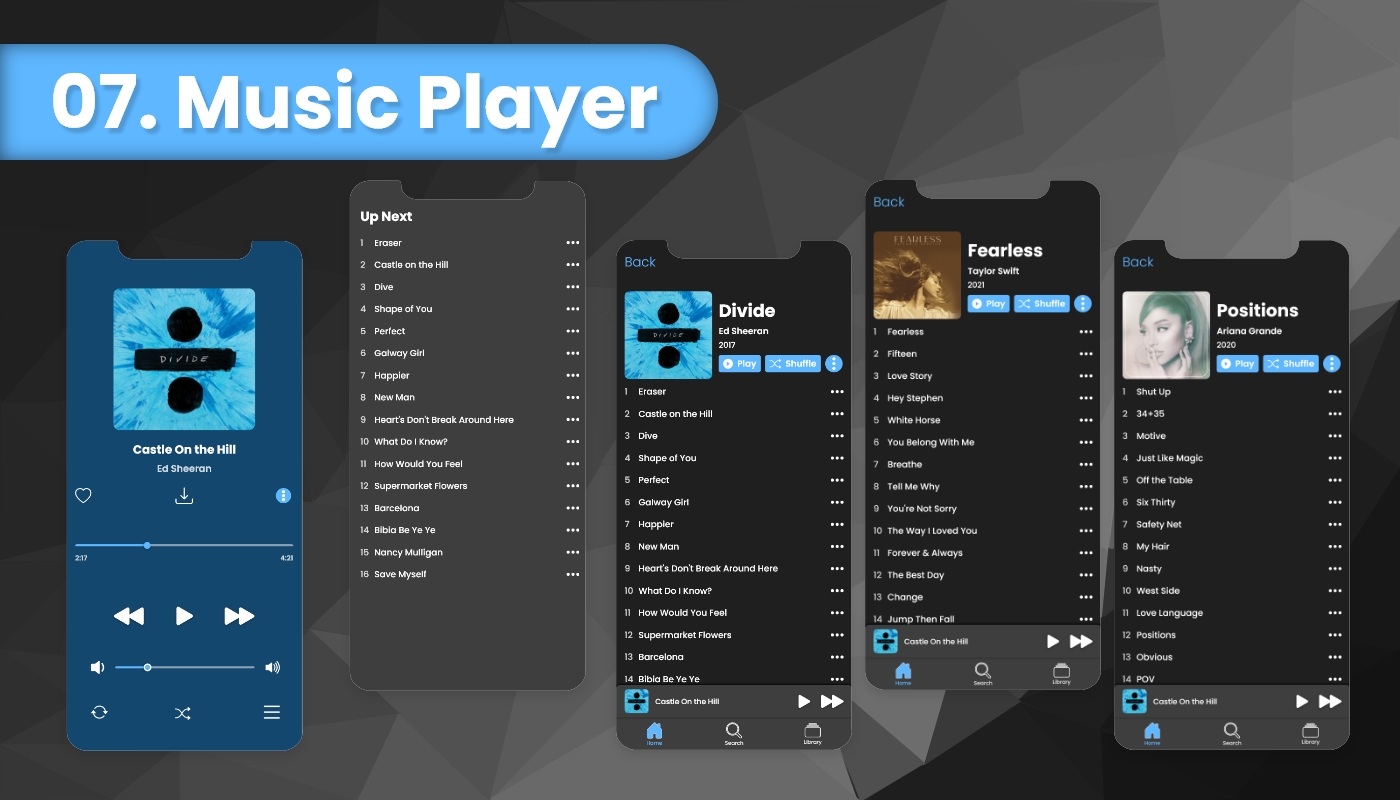 07. Music Player
DIVIDE
Castle On the Hill
Ed Sheeran
2:17
4:21
Up Next
1 Eraser
2 Castle on the Hill
3 Dive
4 Shape of You
5 Perfect
6 Galway Girl
7 Happier
8 New Man
9 Heart's Don't Break Around Here
10 What Do I Know?
11 How Would You Feel
12 Supermarket Flowers
13 Barcelona
14 Bibia Be Ye Ye
15 Nancy Mulligan
16 Save Myself
Back
DIVIDE
Divide
Ed Sheeran
2017
Play
Shuffle
1 Eraser
2 Castle on the Hill
3 Dive
4 Shape of You
5 Perfect
6 Galway Girl
7 Happier
8 New Man
9 Heart's Don't Break Around Here
10 What Do I Know?
11 How Would You Feel
12 Supermarket Flowers
13 Barcelona
14 Bibia Be Ye Ye
Castle On the Hill
Home
Search
Library
Back
FEARLESS
Fearless
Taylor Swift
2021
Play
Shuffle
1 Fearless
2 Fifteen
3 Love Story
4 Hey Stephen
5 White Horse
6 You Belong With Me
7 Breathe
8 Tell Me Why
9 You're Not Sorry
10 The Way I Loved You
11 Forever & Always
12 The Best Day
13 Change
14 Jump Then Fall
Castle On the Hill
Home
Search
Library
Back
Positions
Ariana Grande
2020
Play
Shuffle
1 Shut Up
2 34+35
3 Motive
4 Just Like Magic
5 Off the Table
6 Six Thirty
7 Safety Net
8 My Hair
9 Nasty
10 West Side
11 Love Language
12 Positions
13 Obvious
14 POV
Castle On the Hill
Home
Search
Library